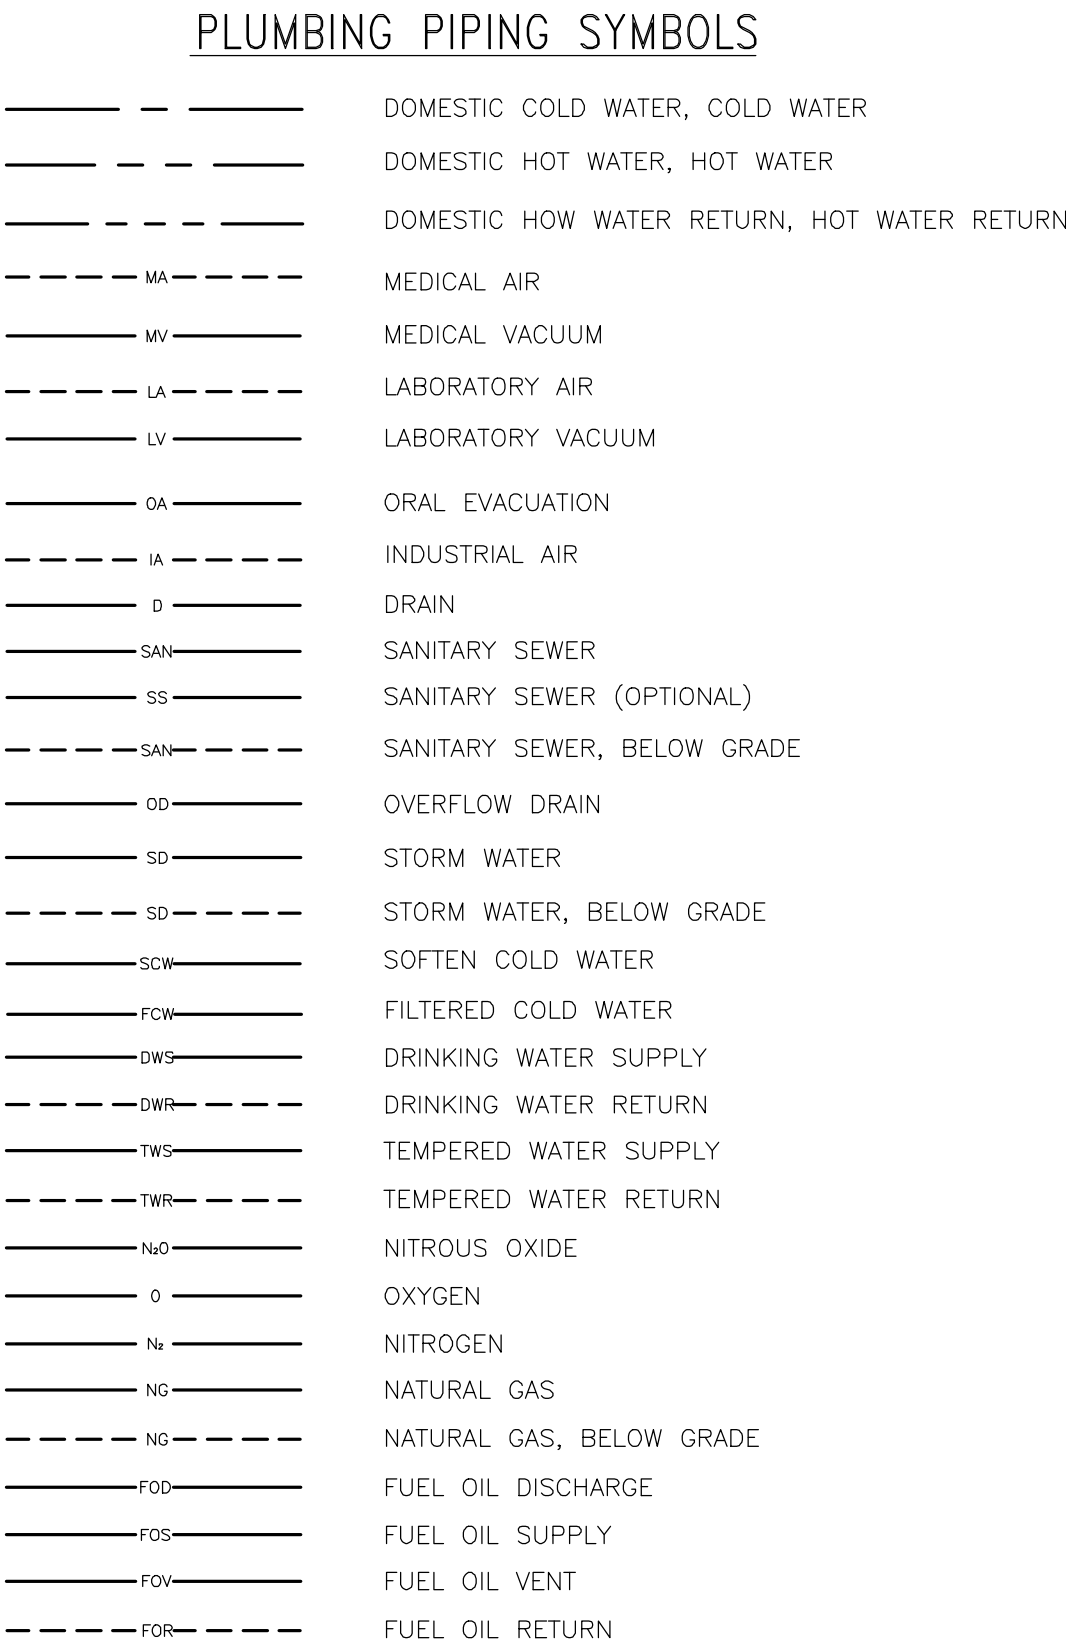 PLUMBING PIPING SYMBOLS
DOMESTIC COLD WATER, COLD WATER
DOMESTIC HOT WATER, HOT WATER
DOMESTIC HOW WATER RETURN, HOT WATER RETURN
MA MEDICAL AIR
MV MEDICAL VACUUM
LA LABORATORY AIR
LV LABORATORY VACUUM
OA ORAL EVACUATION
IA INDUSTRIAL AIR
D DRAIN
SAN SANITARY SEWER
SS SANITARY SEWER (OPTIONAL)
SAN SANITARY SEWER, BELOW GRADE
OD OVERFLOW DRAIN
SD STORM WATER
SD STORM WATER, BELOW GRADE
SCW SOFTEN COLD WATER
FCW FILTERED COLD WATER
DWS DRINKING WATER SUPPLY
DWR DRINKING WATER RETURN
TWS TEMPERED WATER SUPPLY
TWR TEMPERED WATER RETURN
N₂O NITROUS OXIDE
O OXYGEN
N₂ NITROGEN
NG NATURAL GAS
NG NATURAL GAS, BELOW GRADE
FOD FUEL OIL DISCHARGE
FOS FUEL OIL SUPPLY
FOV FUEL OIL VENT
FOR FUEL OIL RETURN